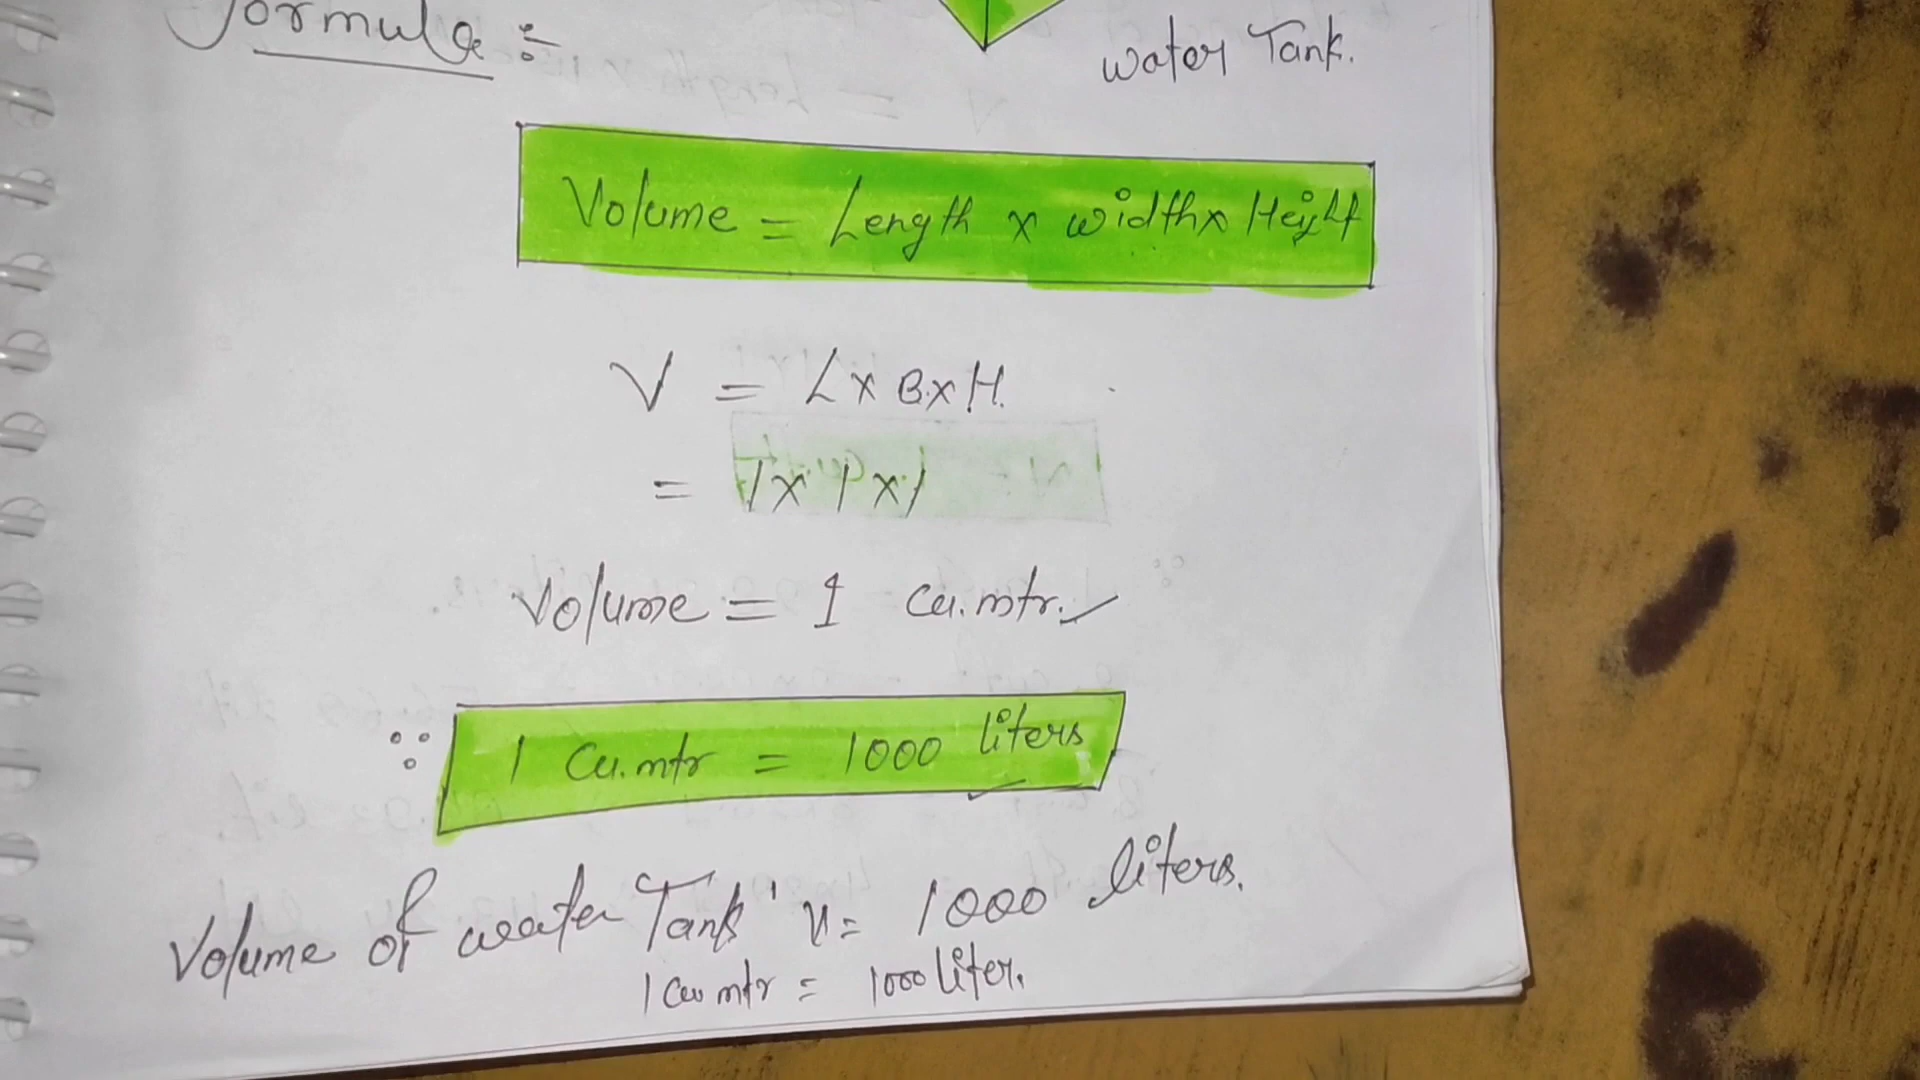 Formula :-
water Tank.
Volume = Length x width x Height
V = L x B x H.
= 1 x 1 x 1
Volume = 1 cu.mtr.
∵ 1 Cu.mtr = 1000 liters
Volume of water Tank' V = 1000 liters.
1 cu mtr = 1000 liter.